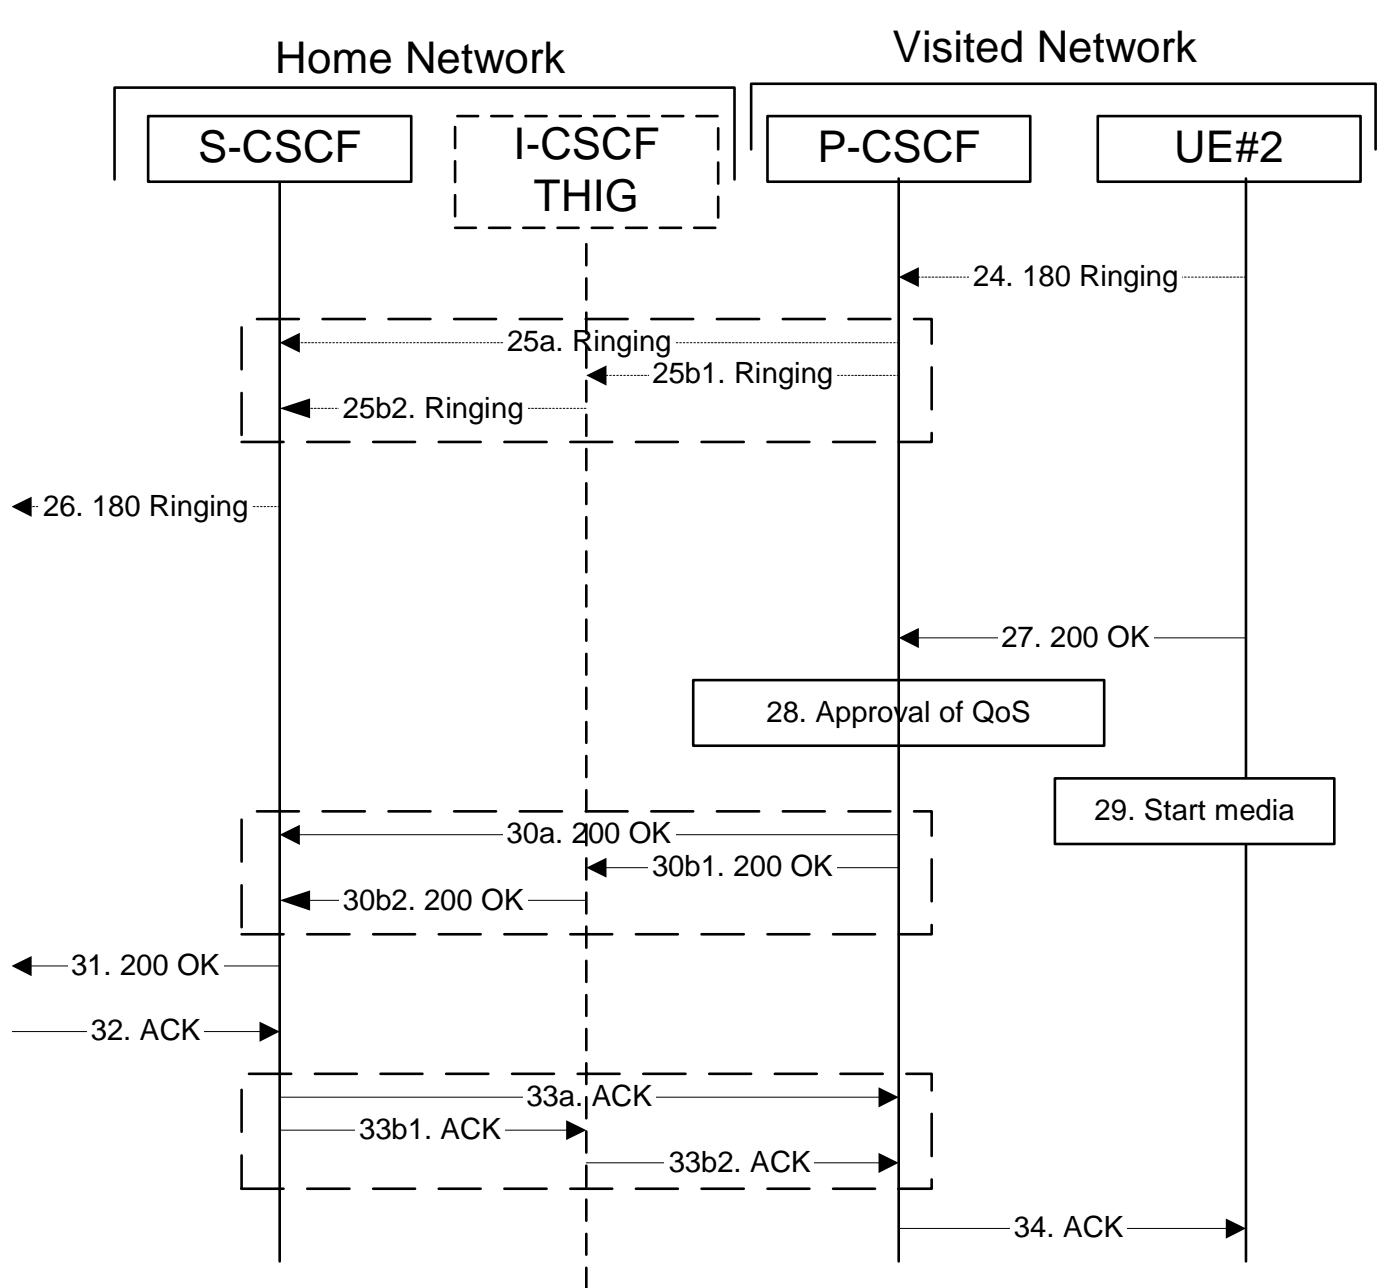 Home Network
Visited Network
S-CSCF
I-CSCF
THIG
P-CSCF
UE#2
24. 180 Ringing
25a. Ringing
25b1. Ringing
25b2. Ringing
26. 180 Ringing
27. 200 OK
28. Approval of QoS
29. Start media
30a. 200 OK
30b1. 200 OK
30b2. 200 OK
31. 200 OK
32. ACK
33a. ACK
33b1. ACK
33b2. ACK
34. ACK